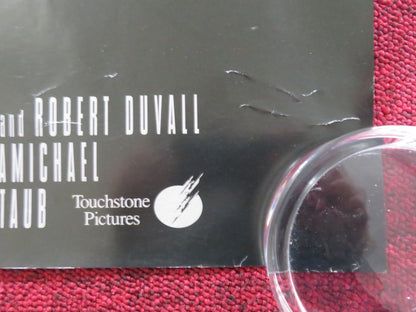 and ROBERT DUVALL
AMICHAEL
TAUB
Touchstone
Pictures